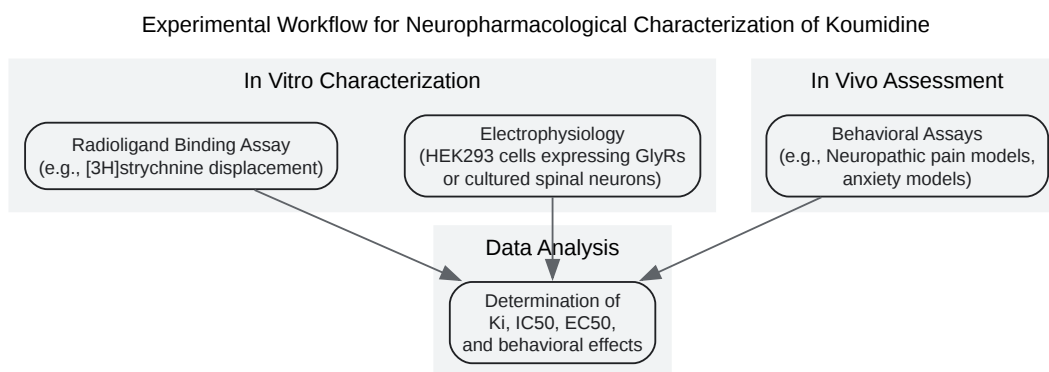 Experimental Workflow for Neuropharmacological Characterization of Koumidine
In Vitro Characterization
Radioligand Binding Assay
(e.g., [3H]strychnine displacement)
Electrophysiology
(HEK293 cells expressing GlyRs
or cultured spinal neurons)
In Vivo Assessment
Behavioral Assays
(e.g., Neuropathic pain models,
anxiety models)
Data Analysis
Determination of
Ki, IC50, EC50,
and behavioral effects